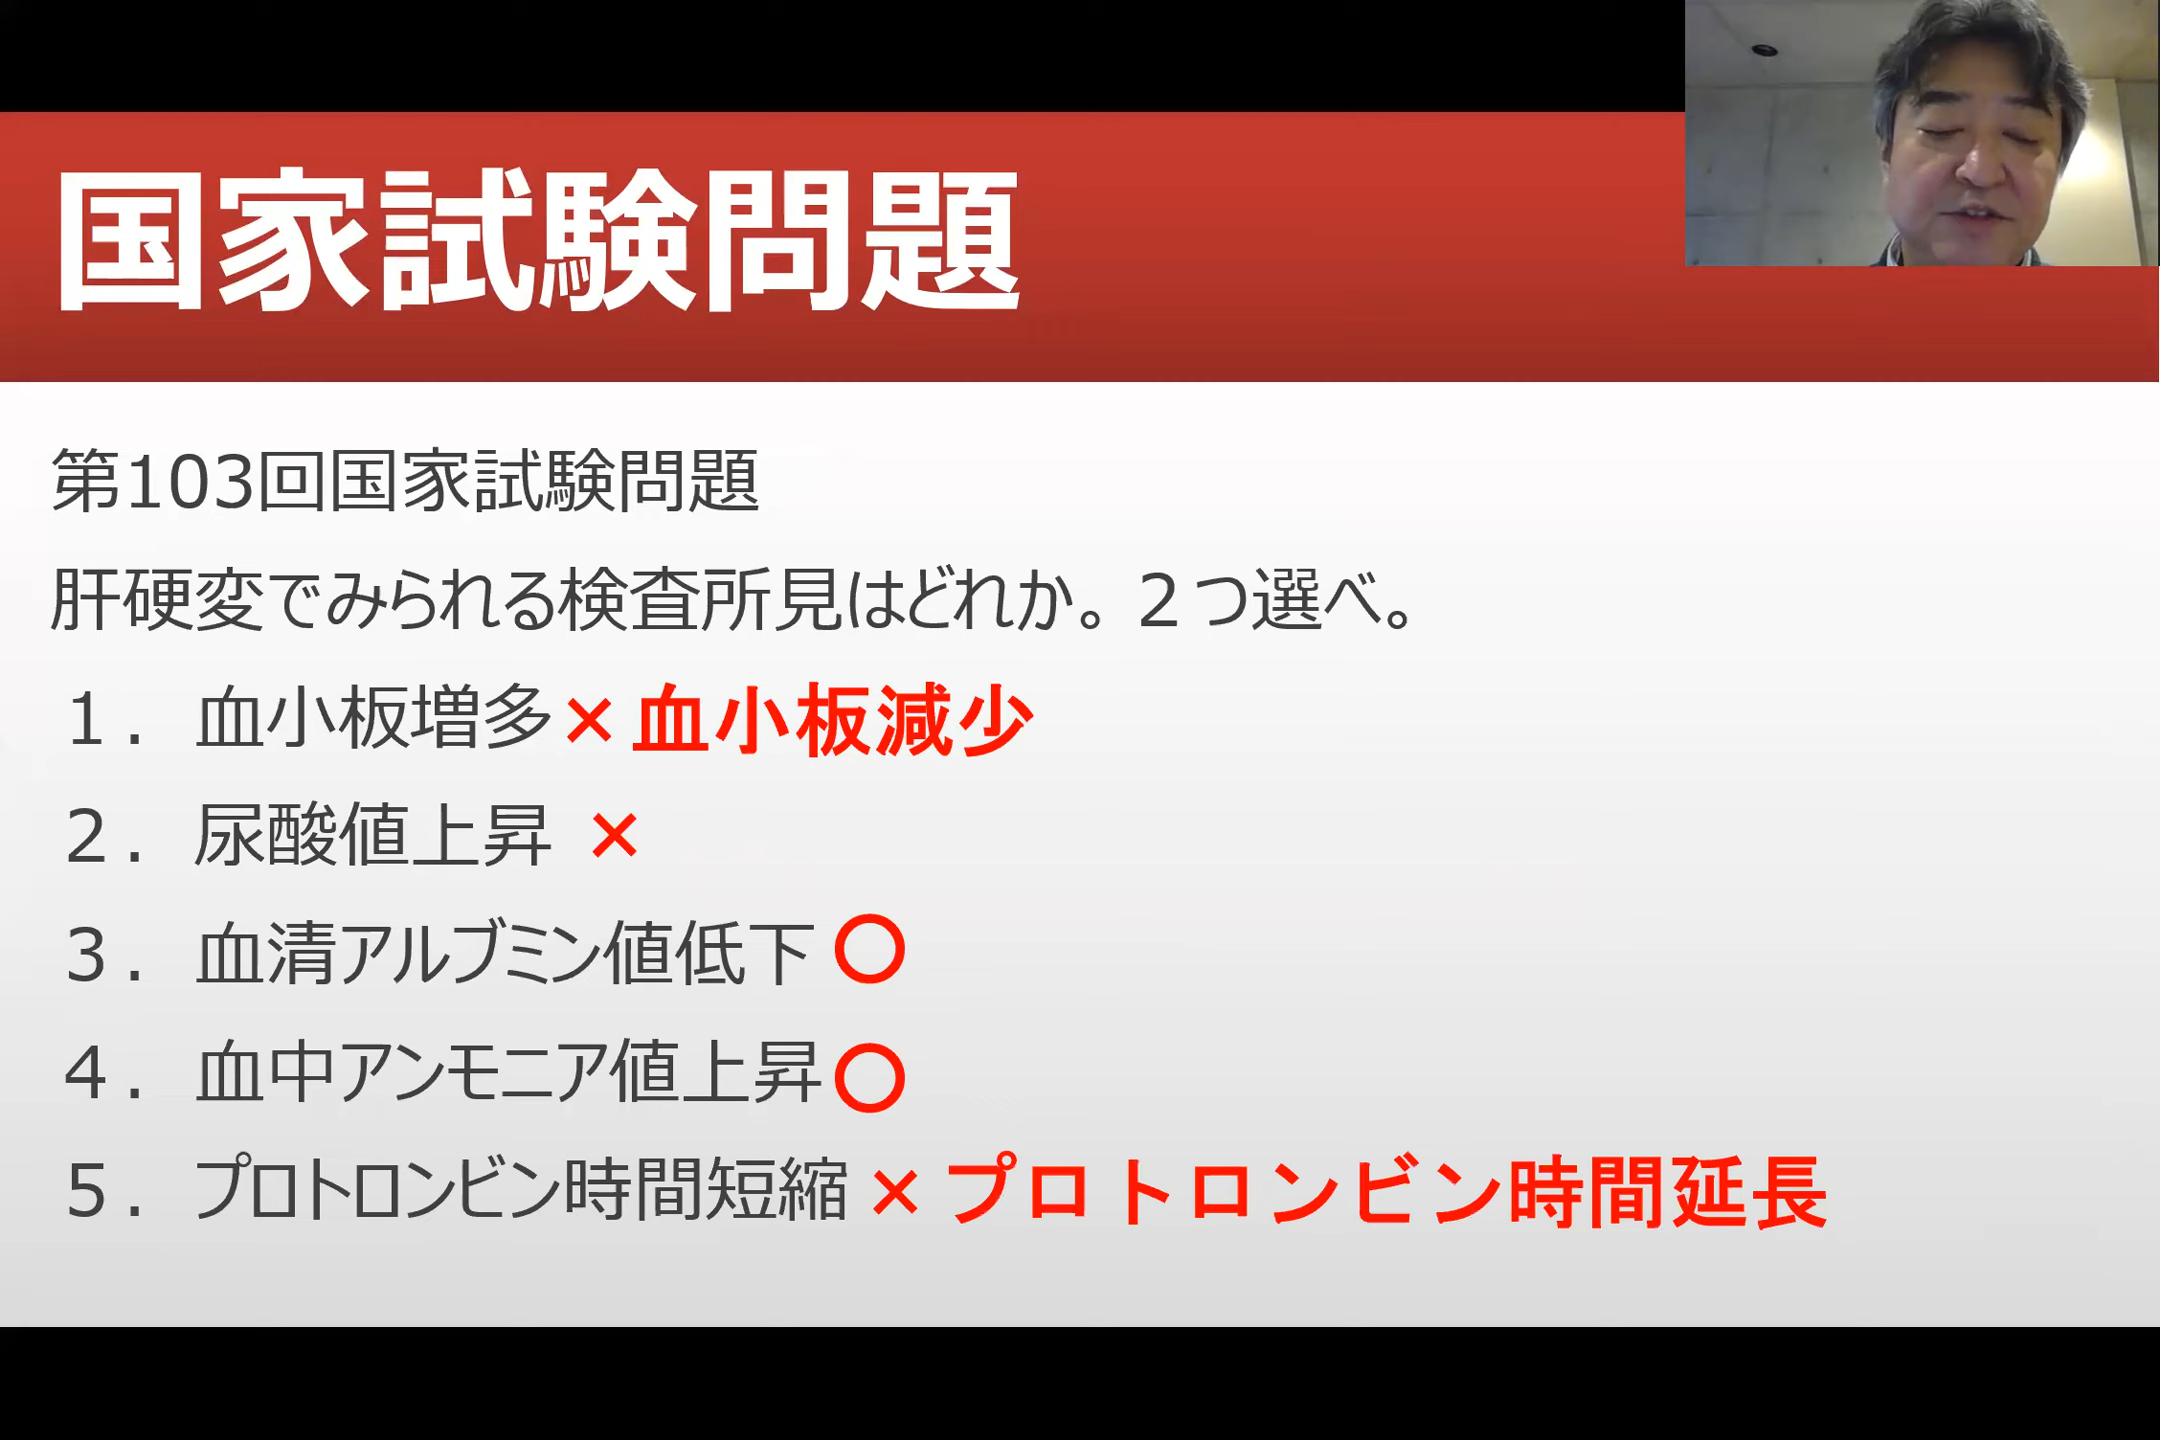 国家試験問題
第103回国家試験問題
肝硬変でみられる検査所見はどれか。２つ選べ。
１．血小板増多×血小板減少
２．尿酸値上昇 ×
３．血清アルブミン値低下〇
４．血中アンモニア値上昇〇
５．プロトロンビン時間短縮×プロトロンビン時間延長